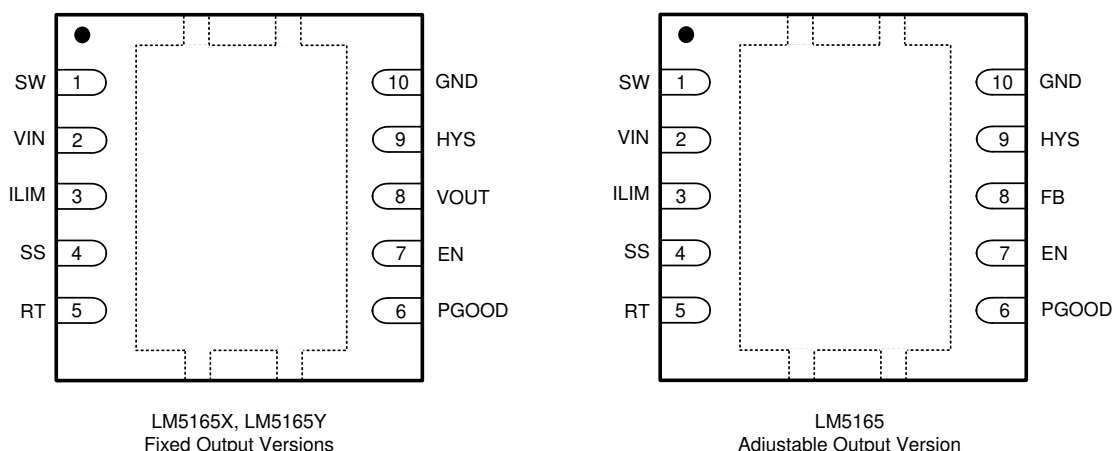 SW 1 10 GND
VIN 2 9 HYS
ILIM 3 8 VOUT
SS 4 7 EN
RT 5 6 PGOOD
LM5165X, LM5165Y
Fixed Output Versions
SW 1 10 GND
VIN 2 9 HYS
ILIM 3 8 FB
SS 4 7 EN
RT 5 6 PGOOD
LM5165
Adjustable Output Version